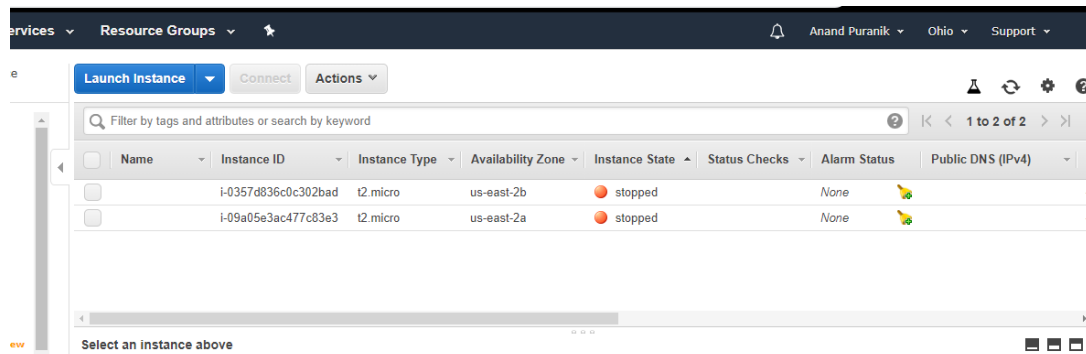 ervices Resource Groups Anand Puranik Ohio Support
e
Launch Instance Connect Actions
Filter by tags and attributes or search by keyword 1 to 2 of 2
Name Instance ID Instance Type Availability Zone Instance State Status Checks Alarm Status Public DNS (IPv4)
i-0357d836c0c302bad t2.micro us-east-2b stopped None
i-09a05e3ac477c83e3 t2.micro us-east-2a stopped None
ew Select an instance above